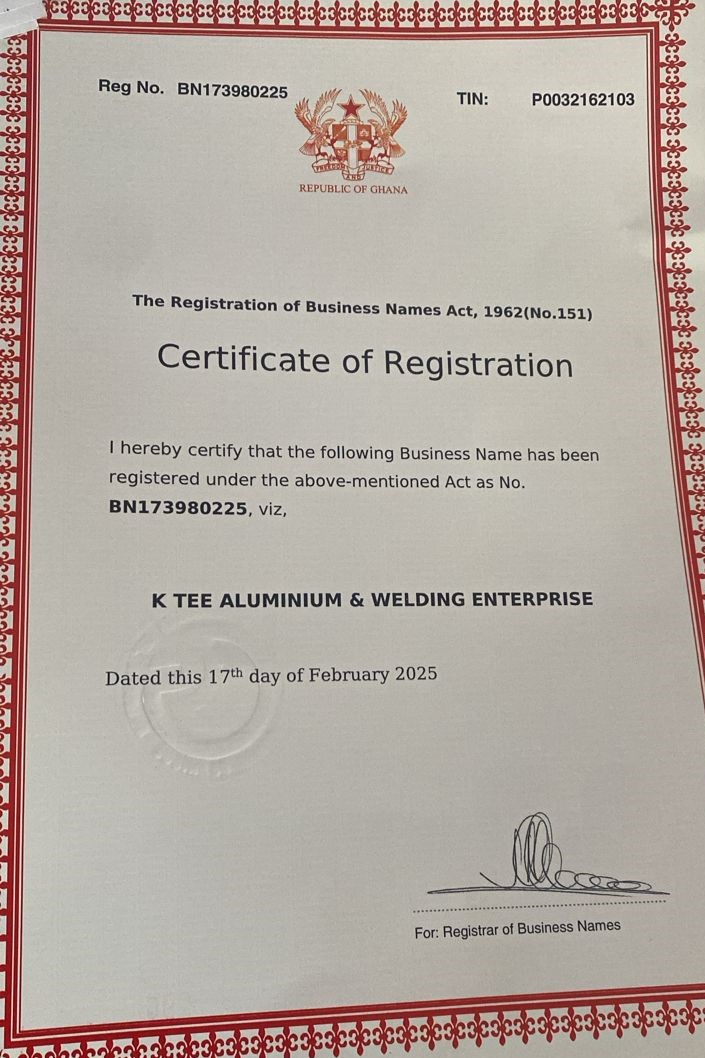 Reg No. BN173980225
TIN: P0032162103
FREEDOM AND JUSTICE
REPUBLIC OF GHANA
The Registration of Business Names Act, 1962(No.151)
Certificate of Registration
I hereby certify that the following Business Name has been
registered under the above-mentioned Act as No.
BN173980225, viz,
K TEE ALUMINIUM & WELDING ENTERPRISE
Dated this 17th day of February 2025
For: Registrar of Business Names